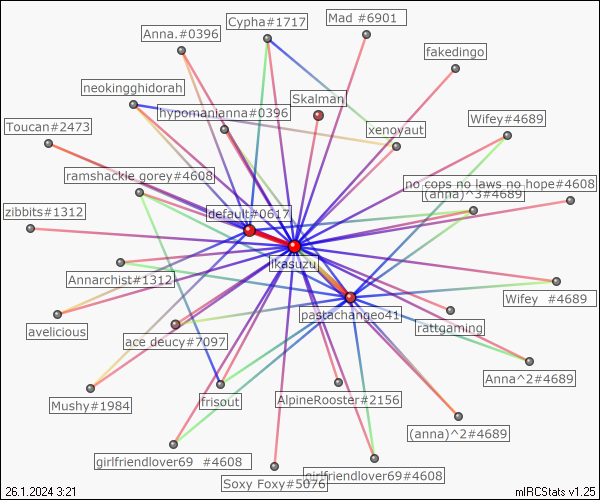 Cypha#1717
Mad #6901
Anna.#0396
fakedingo
neokingghidorah
Skalman
hypomanianna#0396
Wifey#4689
Toucan#2473
xenoyaut
ramshackle gorey#4608
no cops no laws no hope#4608
(anna)^3#4689
zibbits#1312
default#0617
ikasuzu
Annarchist#1312
Wifey  #4689
pastachangeo41
rattgaming
avelicious
ace deucy#7097
Anna^2#4689
Mushy#1984
frisout
AlpineRooster#2156
(anna)^2#4689
girlfriendlover69  #4608
girlfriendlover69#4608
Soxy Foxy#5076
26.1.2024 3:21
mIRCStats v1.25